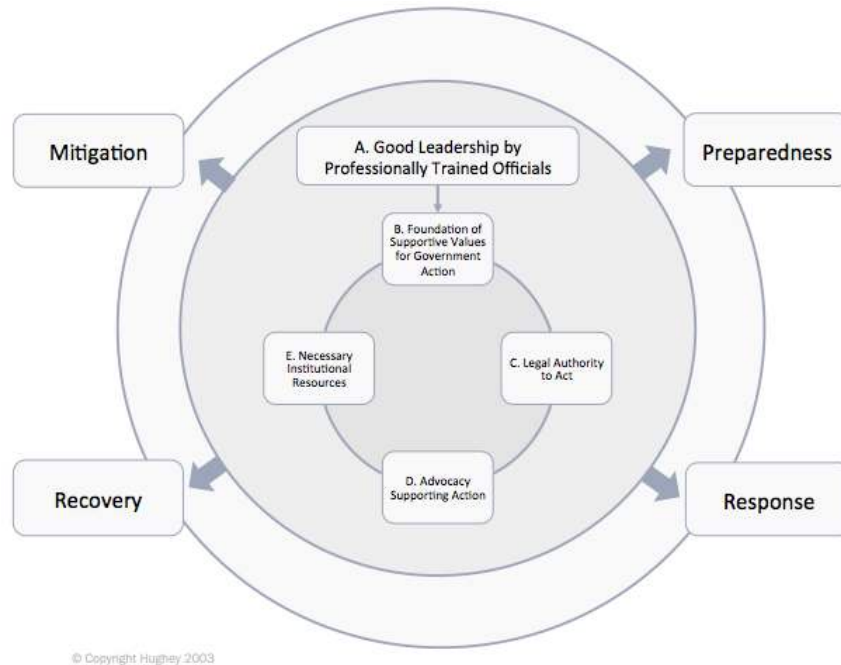 Mitigation
A. Good Leadership by
Professionally Trained Officials
Preparedness
B. Foundation of
Supportive Values
for Government
Action
E. Necessary
Institutional
Resources
C. Legal Authority
to Act
D. Advocacy
Supporting Action
Recovery
Response
© Copyright Hughey 2003